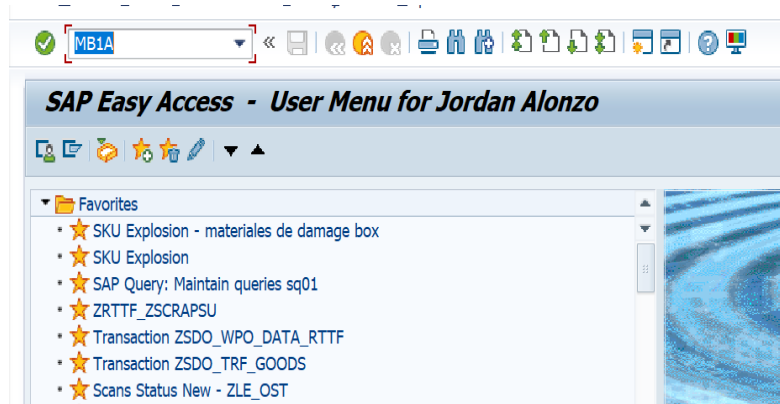 MB1A
SAP Easy Access - User Menu for Jordan Alonzo
Favorites
SKU Explosion - materiales de damage box
SKU Explosion
SAP Query: Maintain queries sq01
ZRTTF_ZSCRAPSU
Transaction ZSDO_WPO_DATA_RTTF
Transaction ZSDO_TRF_GOODS
Scans Status New - ZLE_OST